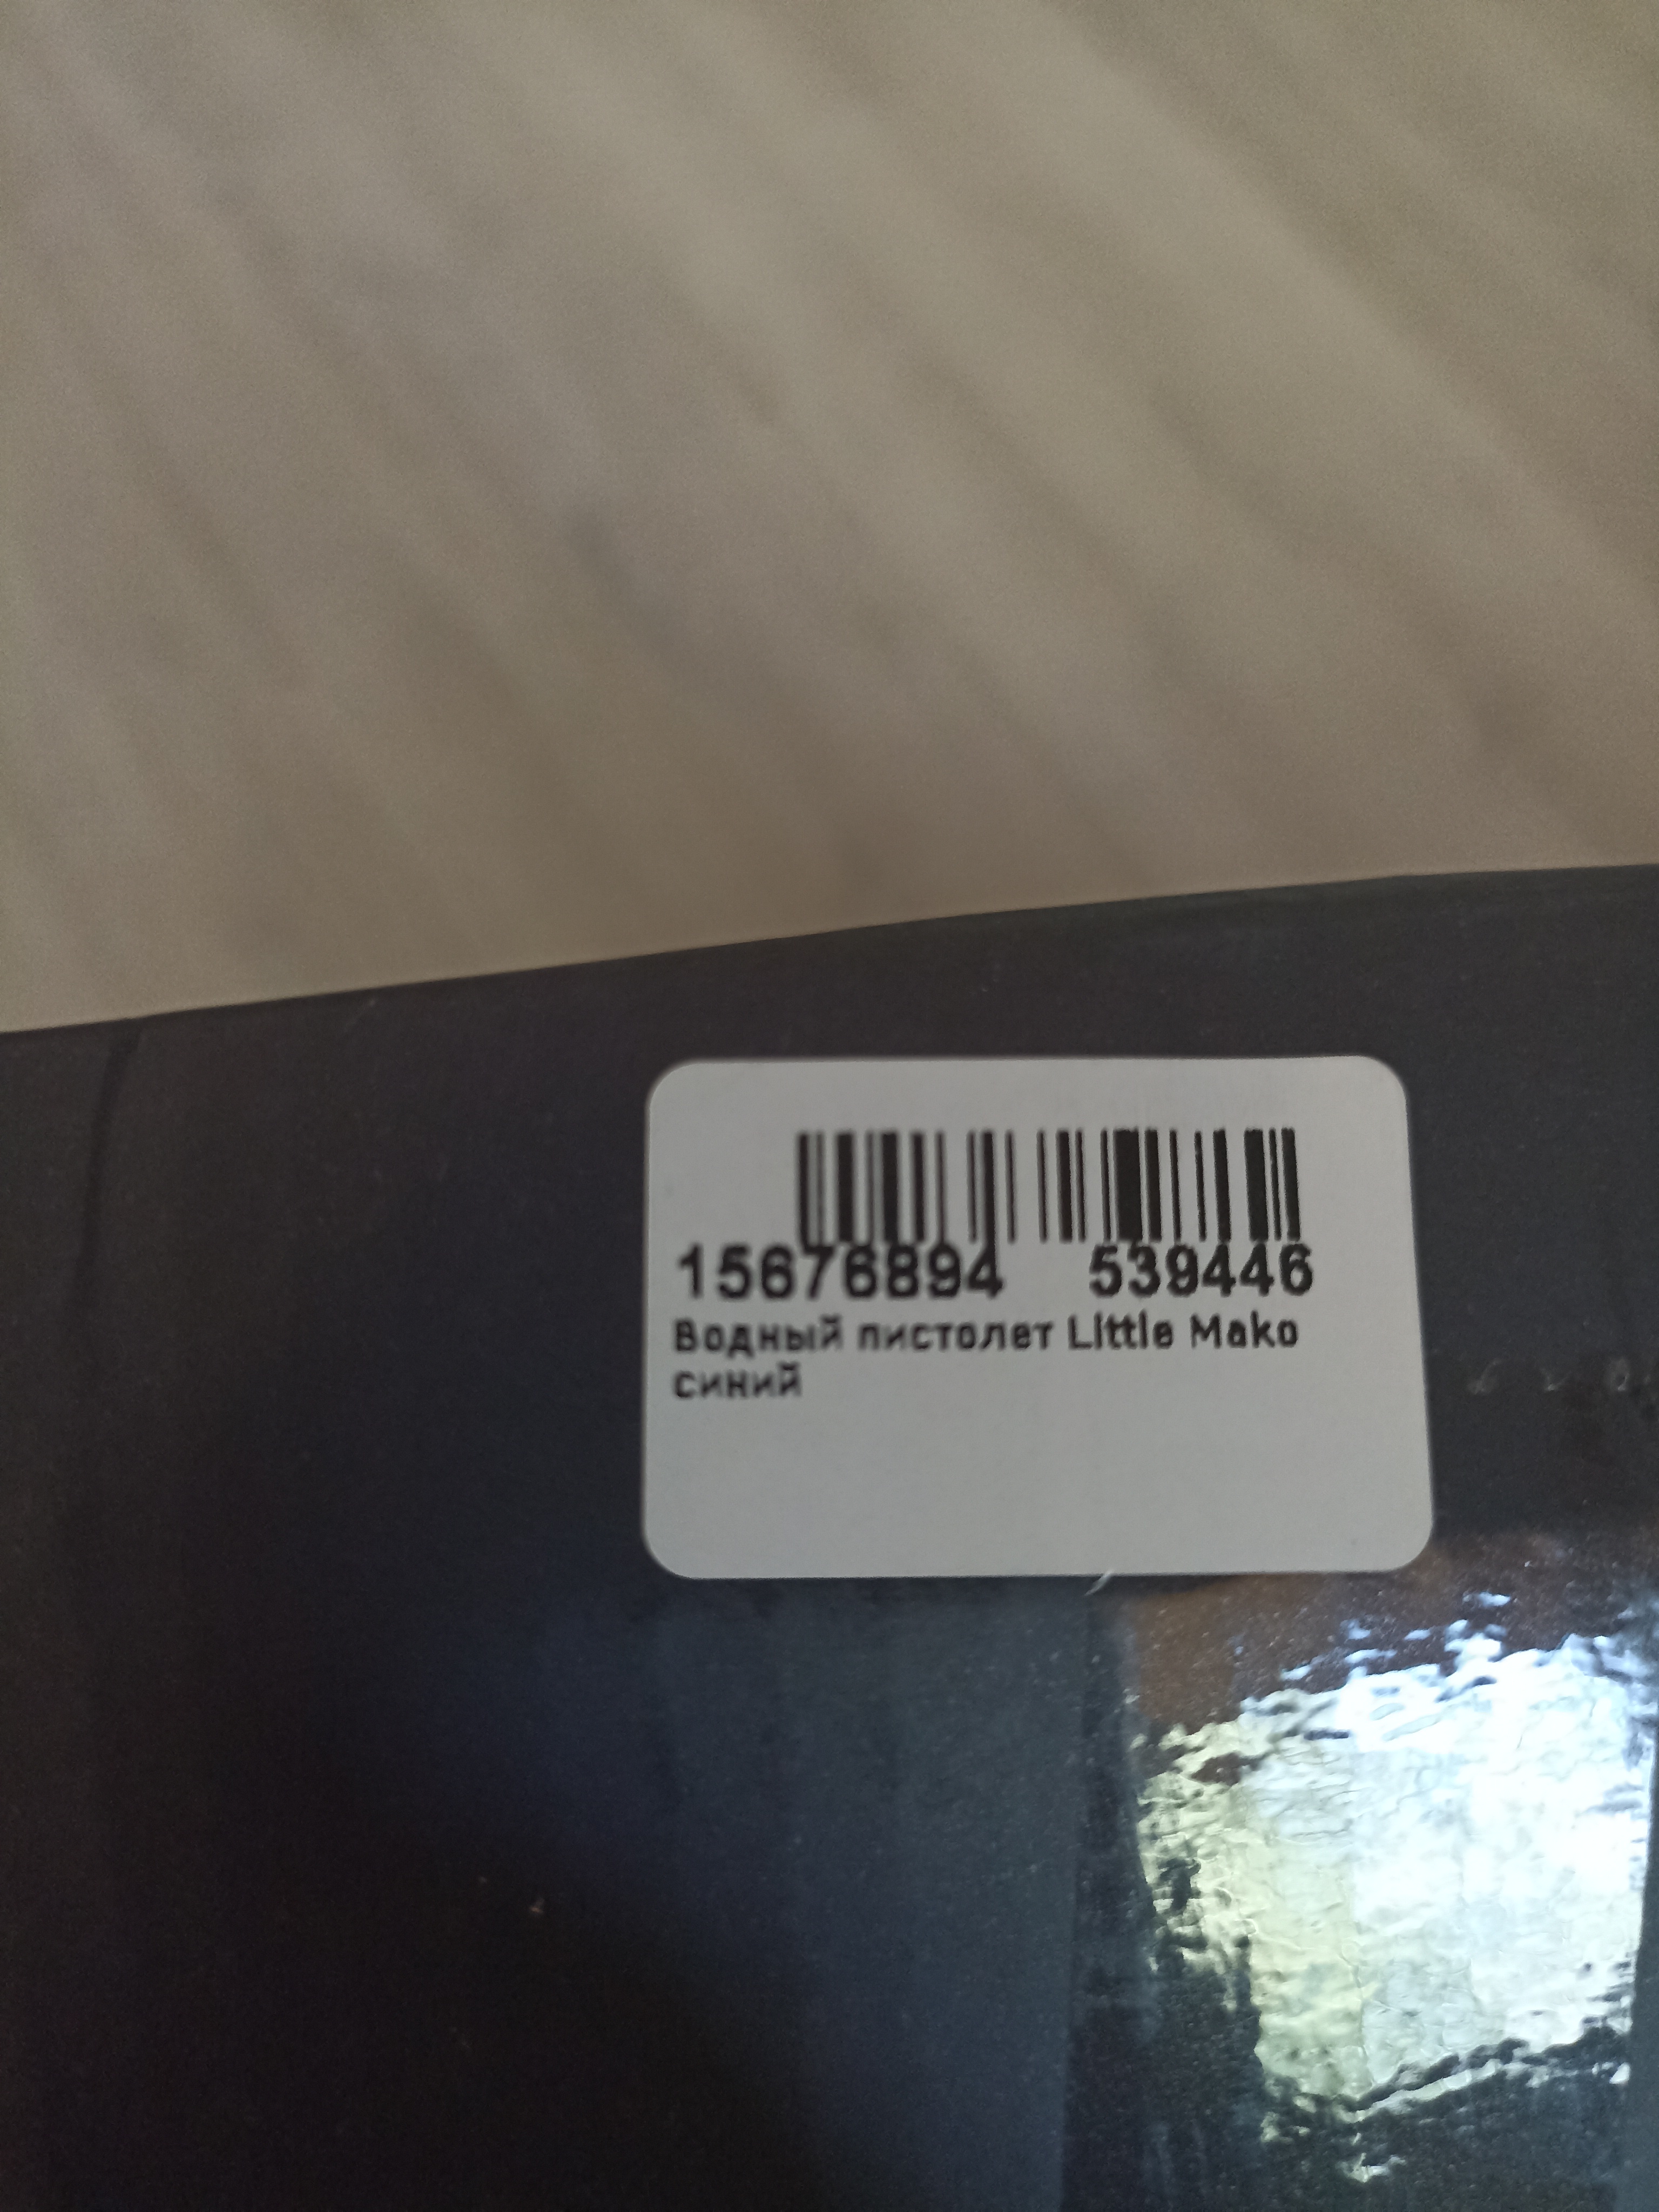 15676894 539446
Водный пистолет Little Mako
синий